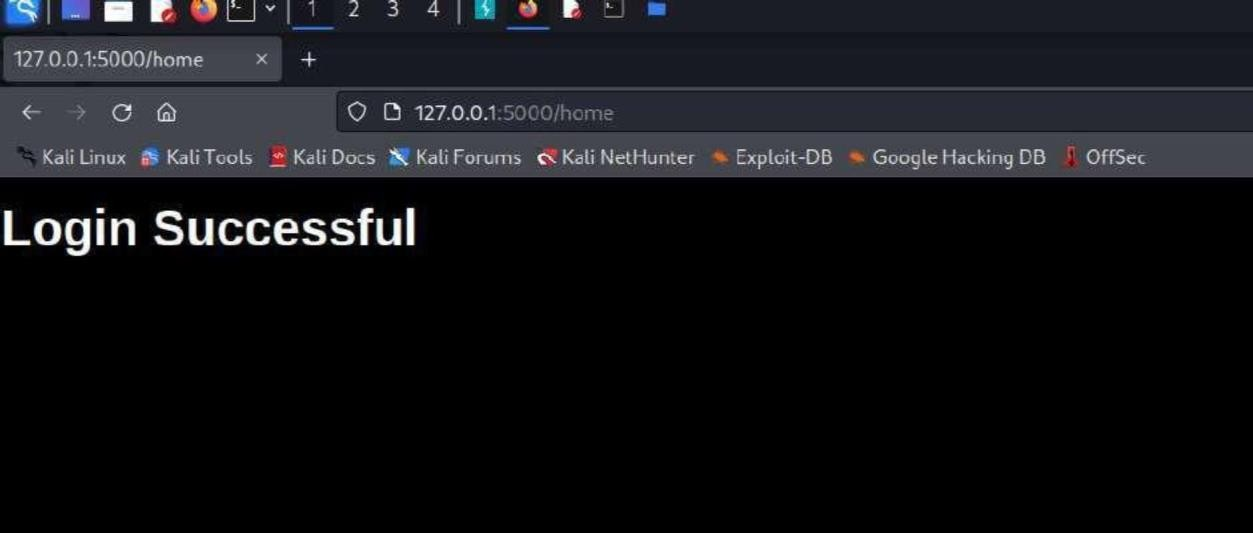 1 2 3 4
127.0.0.1:5000/home
127.0.0.1:5000/home
Kali Linux Kali Tools Kali Docs Kali Forums Kali NetHunter Exploit-DB Google Hacking DB OffSec
Login Successful